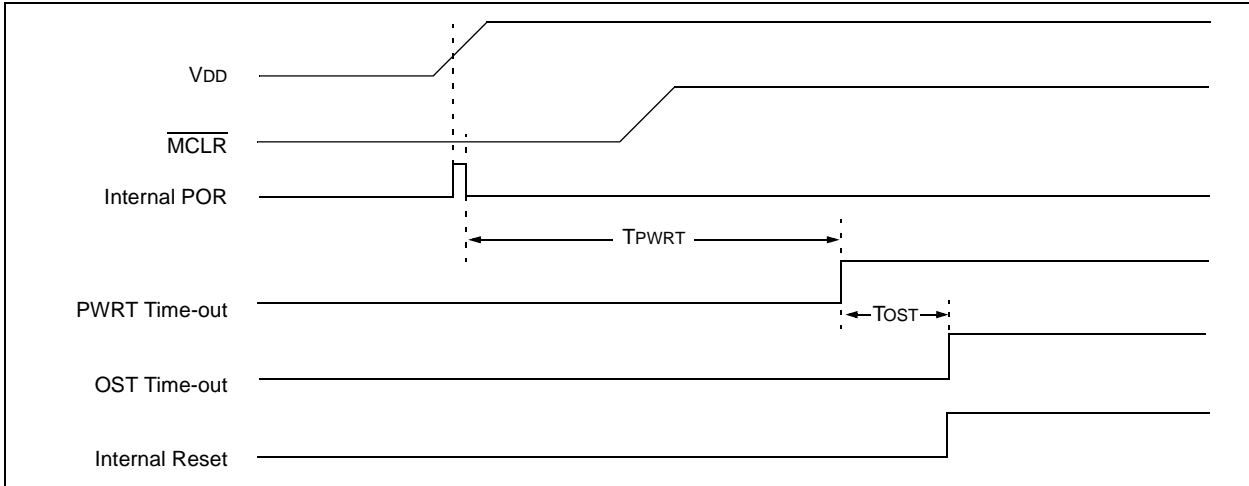 VDD
MCLR
Internal POR
TPWRT
PWRT Time-out
TOST
OST Time-out
Internal Reset